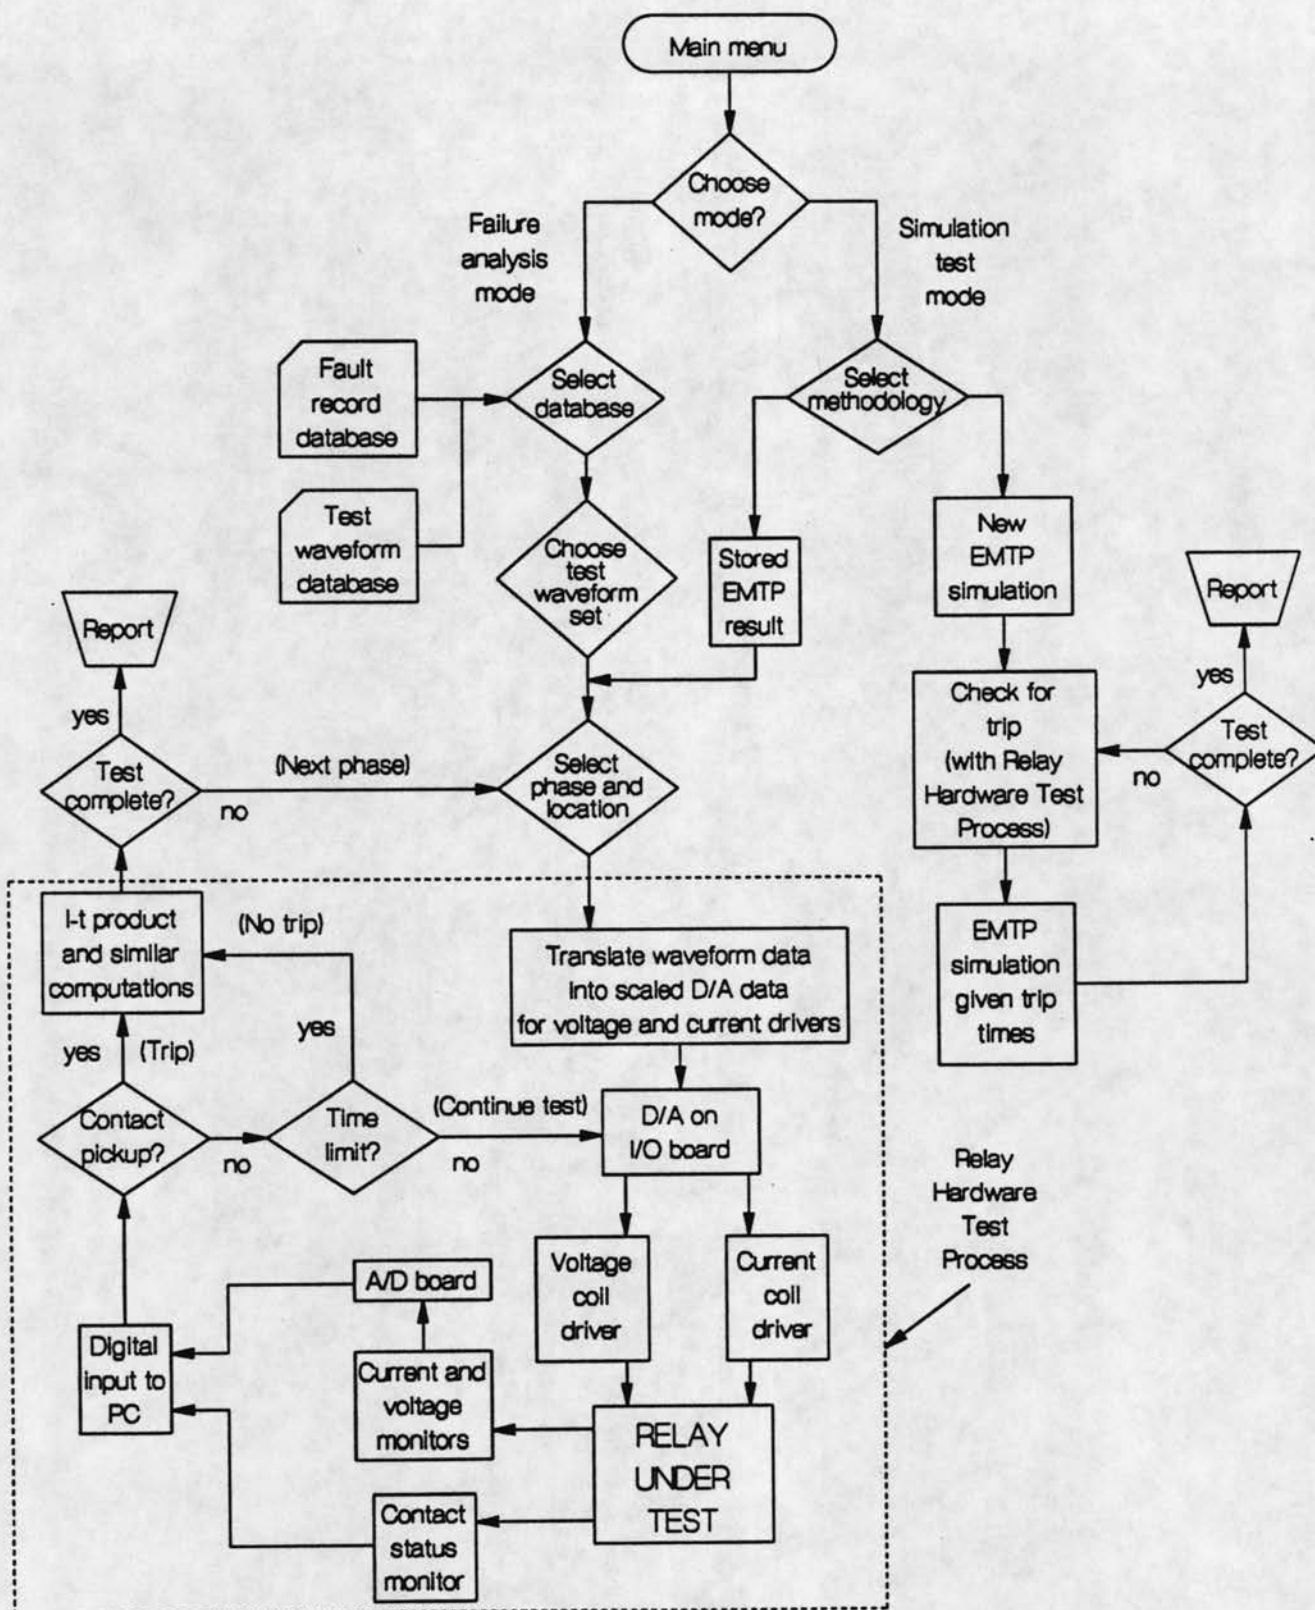 Main menu
Choose
mode?
Failure
analysis
mode
Simulation
test
mode
Fault
record
database
Select
database
Select
methodology
Test
waveform
database
Choose
test
waveform
set
Stored
EMTP
result
New
EMTP
simulation
Report
Report
yes
yes
Check for
trip
(with Relay
Hardware Test
Process)
Test
complete?
no
Test
complete?
(Next phase)
no
Select
phase and
location
I-t product
and similar
computations
(No trip)
Translate waveform data
into scaled D/A data
for voltage and current drivers
EMTP
simulation
given trip
times
yes
(Trip)
yes
Contact
pickup?
no
Time
limit?
(Continue test)
no
D/A on
I/O board
Relay
Hardware
Test
Process
Voltage
coil
driver
Current
coil
driver
A/D board
Digital
input to
PC
Current and
voltage
monitors
RELAY
UNDER
TEST
Contact
status
monitor